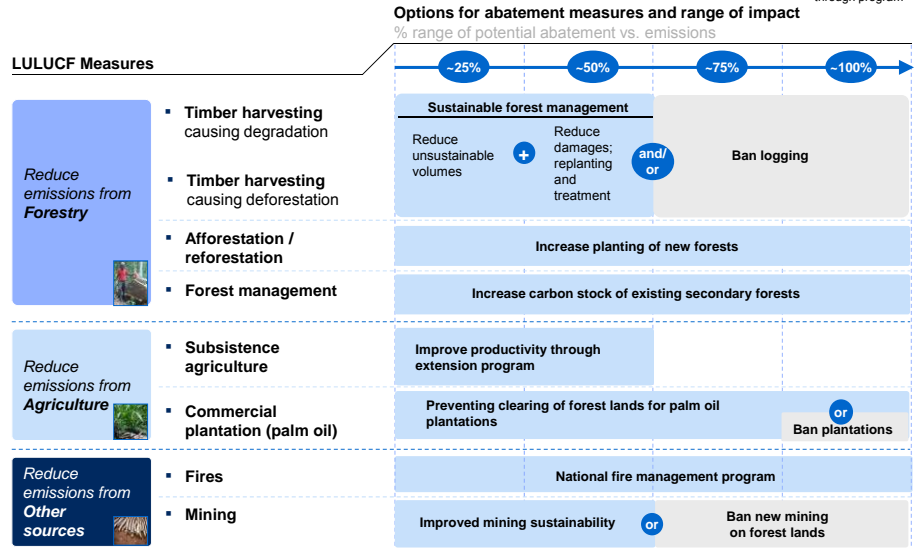 through program
Options for abatement measures and range of impact
% range of potential abatement vs. emissions
LULUCF Measures
~25%
~50%
~75%
~100%
Reduce
emissions from
Forestry
▪ Timber harvesting
causing degradation
▪ Timber harvesting
causing deforestation
Sustainable forest management
Reduce
unsustainable
volumes
+
Reduce
damages;
replanting
and
treatment
and/
or
Ban logging
▪ Afforestation /
reforestation
Increase planting of new forests
▪ Forest management
Increase carbon stock of existing secondary forests
Reduce
emissions from
Agriculture
▪ Subsistence
agriculture
Improve productivity through
extension program
▪ Commercial
plantation (palm oil)
Preventing clearing of forest lands for palm oil
plantations
or
Ban plantations
Reduce
emissions from
Other
sources
▪ Fires
National fire management program
▪ Mining
Improved mining sustainability
or
Ban new mining
on forest lands